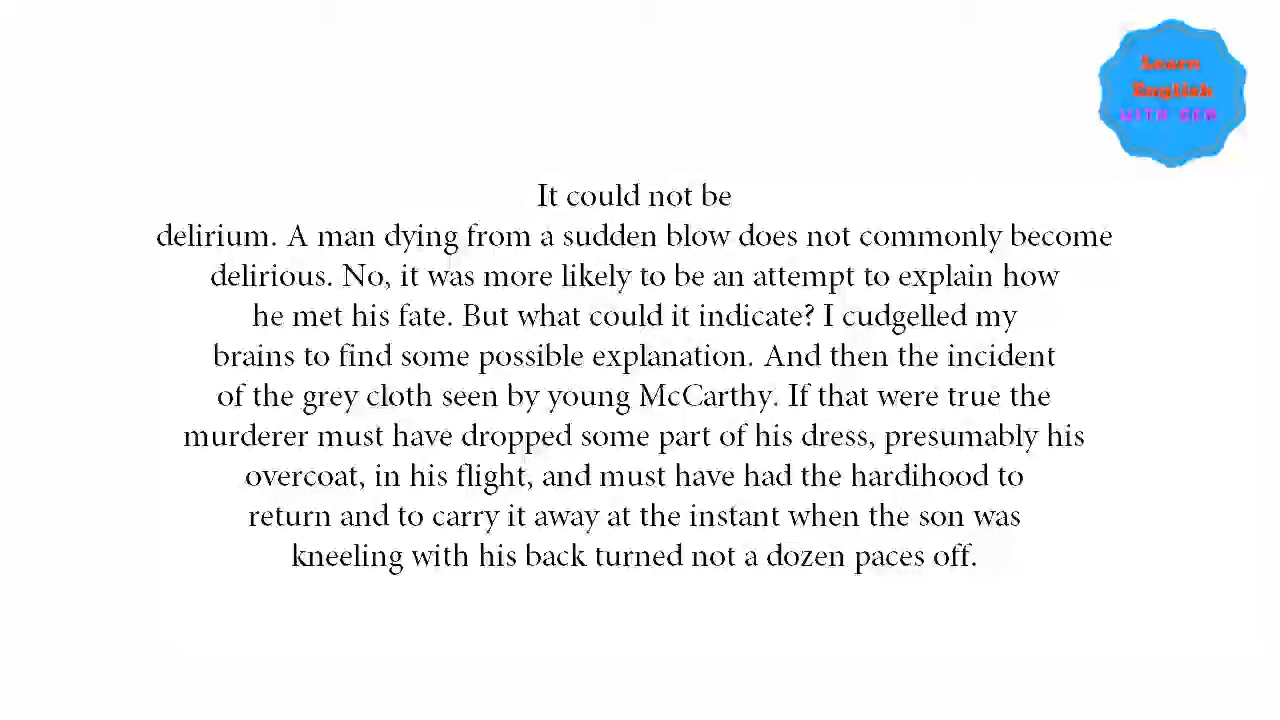 Learn
English
WITH GEM
It could not be
delirium. A man dying from a sudden blow does not commonly become
delirious. No, it was more likely to be an attempt to explain how
he met his fate. But what could it indicate? I cudgelled my
brains to find some possible explanation. And then the incident
of the grey cloth seen by young McCarthy. If that were true the
murderer must have dropped some part of his dress, presumably his
overcoat, in his flight, and must have had the hardihood to
return and to carry it away at the instant when the son was
kneeling with his back turned not a dozen paces off.